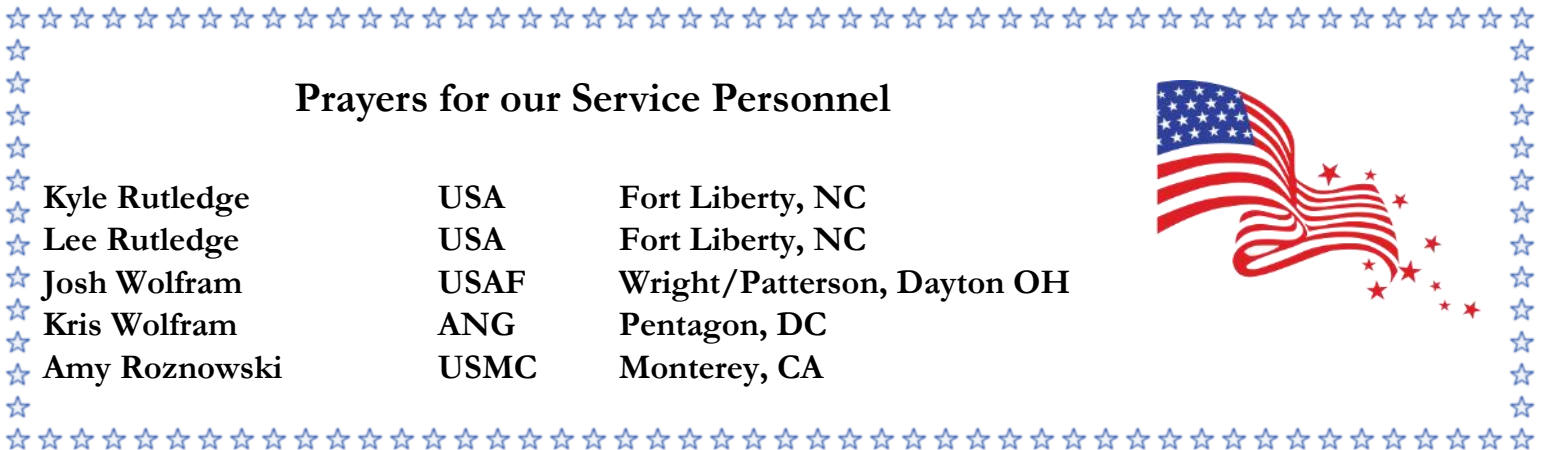 Prayers for our Service Personnel
Kyle Rutledge USA Fort Liberty, NC
Lee Rutledge USA Fort Liberty, NC
Josh Wolfram USAF Wright/Patterson, Dayton OH
Kris Wolfram ANG Pentagon, DC
Amy Roznowski USMC Monterey, CA